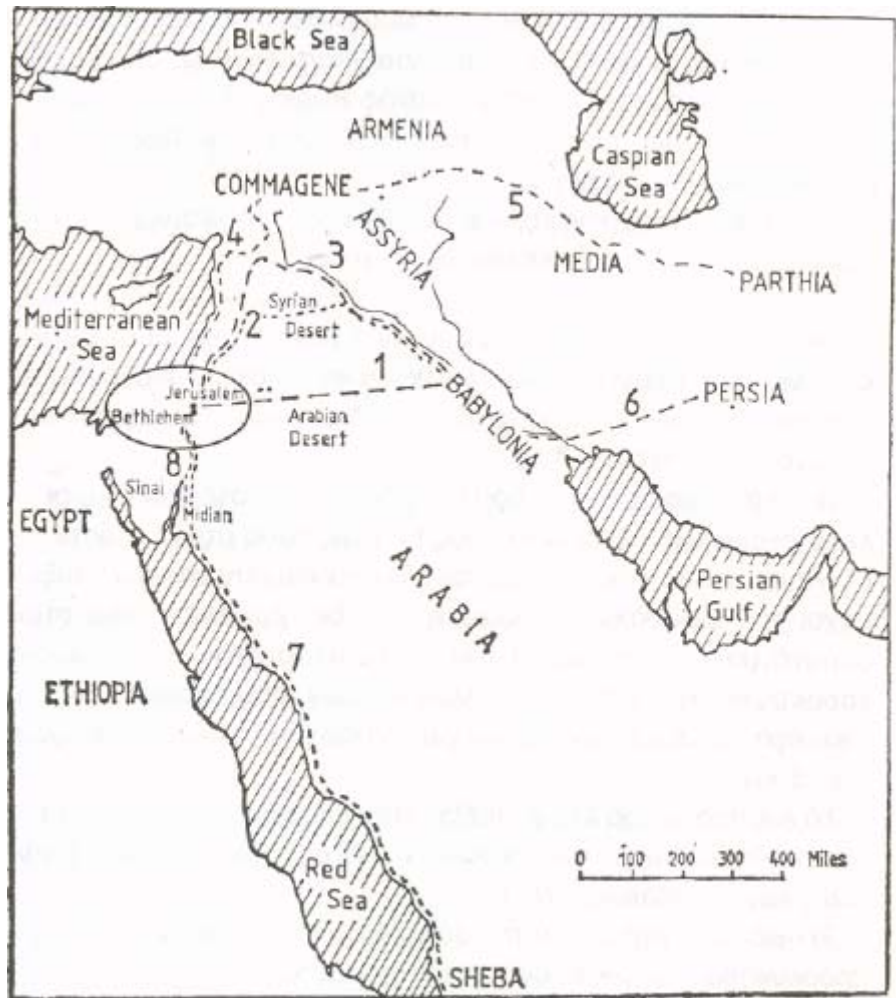 Black Sea
ARMENIA
Caspian
Sea
COMMAGENE
5
4
ASSYRIA
3
MEDIA
PARTHIA
Syrian
Desert
Mediterranean
Sea
2
1
Jerusalem
Bethlehem
Arabian
Desert
BABYLONIA
6
PERSIA
8
Sinai
Midian
EGYPT
ARABIA
Persian
Gulf
7
ETHIOPIA
Red
Sea
0 100 200 300 400 Miles
SHEBA